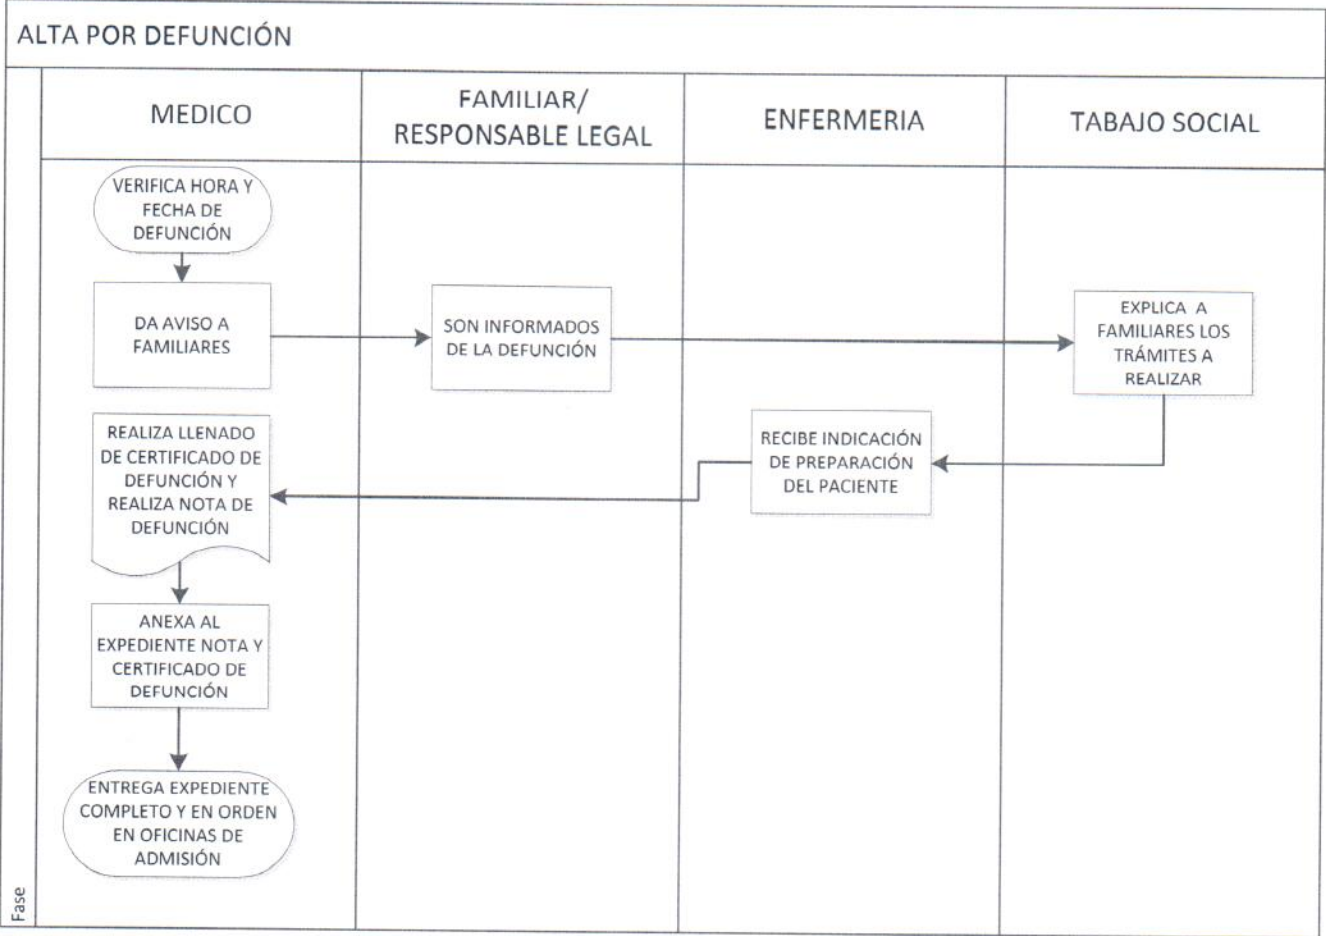 ALTA POR DEFUNCIÓN
MEDICO
FAMILIAR/
RESPONSABLE LEGAL
ENFERMERIA
TABAJO SOCIAL
VERIFICA HORA Y
FECHA DE
DEFUNCIÓN
DA AVISO A
FAMILIARES
SON INFORMADOS
DE LA DEFUNCIÓN
EXPLICA A
FAMILIARES LOS
TRÁMITES A
REALIZAR
RECIBE INDICACIÓN
DE PREPARACIÓN
DEL PACIENTE
REALIZA LLENADO
DE CERTIFICADO DE
DEFUNCIÓN Y
REALIZA NOTA DE
DEFUNCIÓN
ANEXA AL
EXPEDIENTE NOTA Y
CERTIFICADO DE
DEFUNCIÓN
ENTREGA EXPEDIENTE
COMPLETO Y EN ORDEN
EN OFICINAS DE
ADMISIÓN
Fase